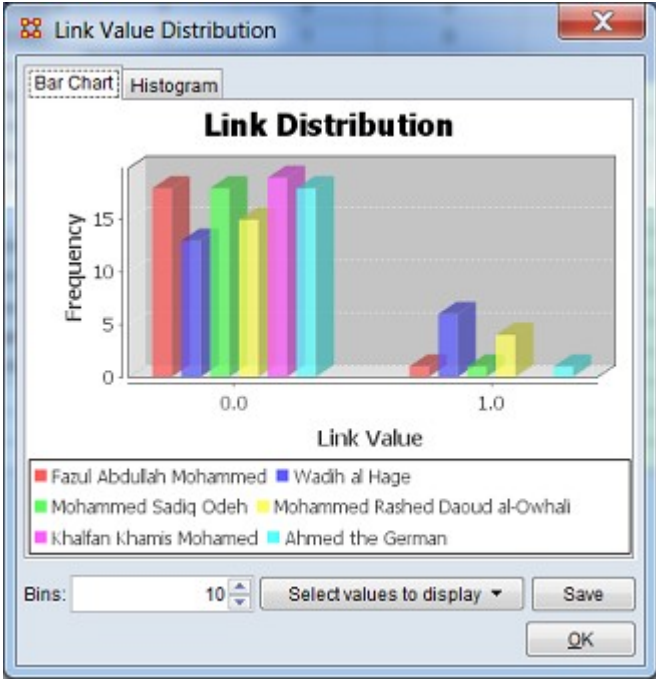 Link Value Distribution
Bar Chart Histogram
Link Distribution
Frequency
15
10
5
0
0.0 1.0
Link Value
Fazul Abdullah Mohammed Wadih al Hage
Mohammed Sadiq Odeh Mohammed Rashed Daoud al-Owhali
Khalfan Khamis Mohamed Ahmed the German
Bins: 10 Select values to display Save
OK